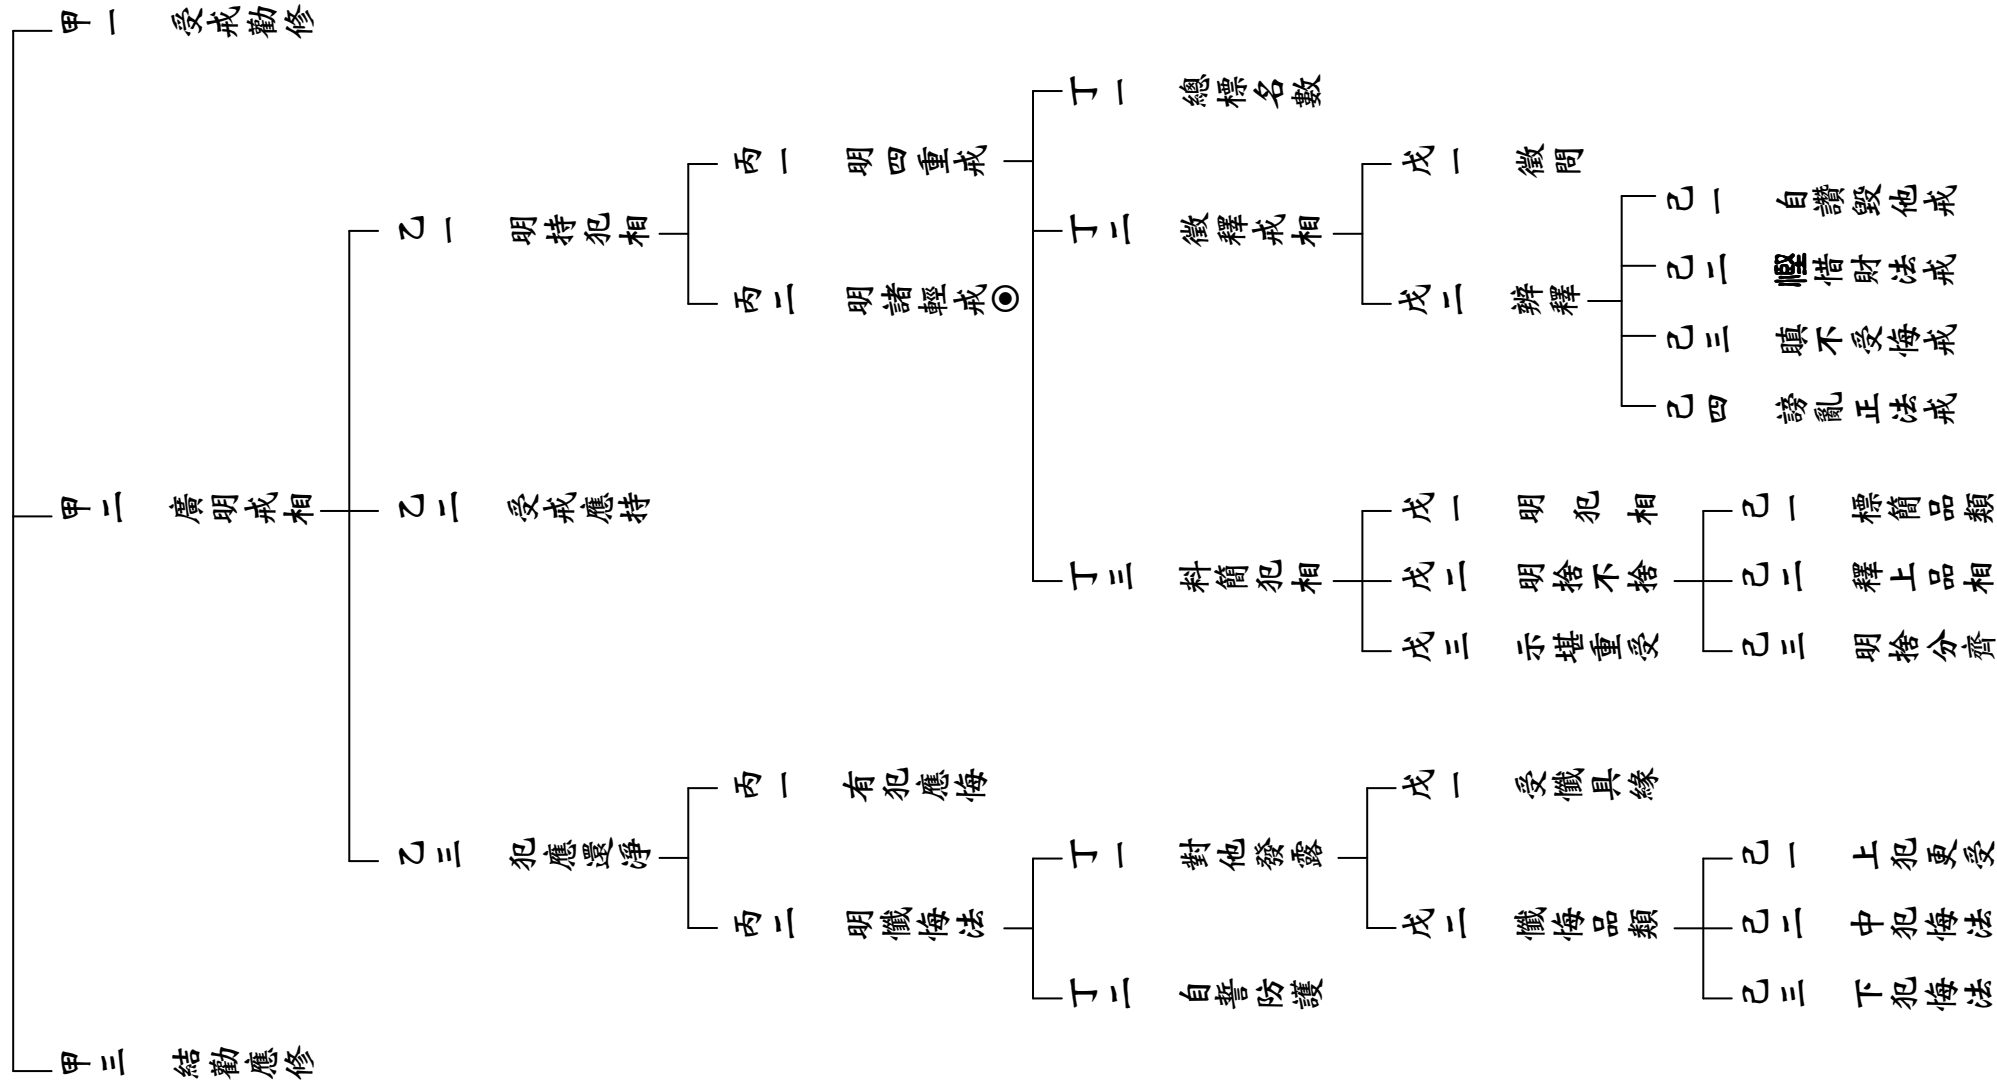 甲一 受戒勸修
甲二 廣明戒相
乙一 明持犯相
丙一 明四重戒
丁一 總標名數
丁二 徵釋戒相
戊一 徵問
戊二 辨釋
己一 自讚毀他戒
己二 慳惜財法戒
己三 瞋不受悔戒
己四 謗亂正法戒
丁三 料簡犯相
戊一 明犯相
戊二 明捨不捨
己一 標簡品類
己二 釋上品相
己三 明捨分齊
戊三 示堪重受
丙二 明諸輕戒◉
乙二 受戒應持
乙三 犯應還淨
丙一 有犯應悔
丙二 明懺悔法
丁一 對他發露
戊一 受懺具緣
戊二 懺悔品類
己一 上犯更受
己二 中犯悔法
己三 下犯悔法
丁二 自誓防護
甲三 結勸應修